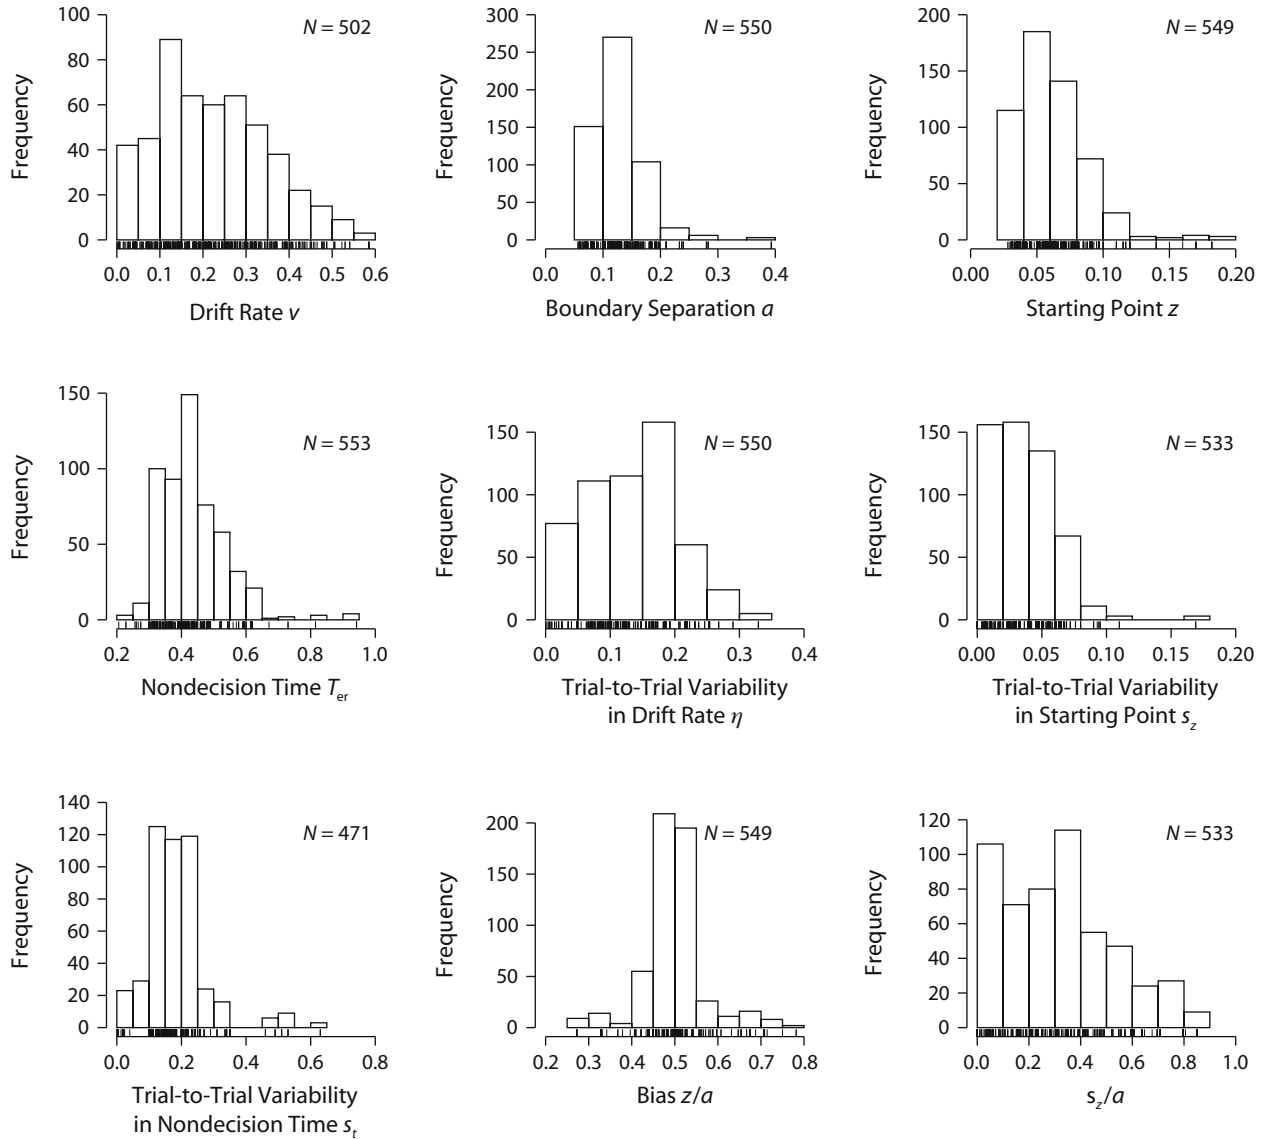 100
80
60
40
20
0
Frequency
N = 502
0.0 0.1 0.2 0.3 0.4 0.5 0.6
Drift Rate v
300
250
200
150
100
50
0
Frequency
N = 550
0.0 0.1 0.2 0.3 0.4
Boundary Separation a
200
150
100
50
0
Frequency
N = 549
0.00 0.05 0.10 0.15 0.20
Starting Point z
150
100
50
0
Frequency
N = 553
0.2 0.4 0.6 0.8 1.0
Nondecision Time Ter
150
100
50
0
Frequency
N = 550
0.0 0.1 0.2 0.3 0.4
Trial-to-Trial Variability
in Drift Rate η
150
100
50
0
Frequency
N = 533
0.00 0.05 0.10 0.15 0.20
Trial-to-Trial Variability
in Starting Point sz
140
120
100
80
60
40
20
0
Frequency
N = 471
0.0 0.2 0.4 0.6 0.8
Trial-to-Trial Variability
in Nondecision Time st
200
150
100
50
0
Frequency
N = 549
0.2 0.3 0.4 0.5 0.6 0.7 0.8
Bias z/a
120
100
80
60
40
20
0
Frequency
N = 533
0.0 0.2 0.4 0.6 0.8 1.0
sz/a